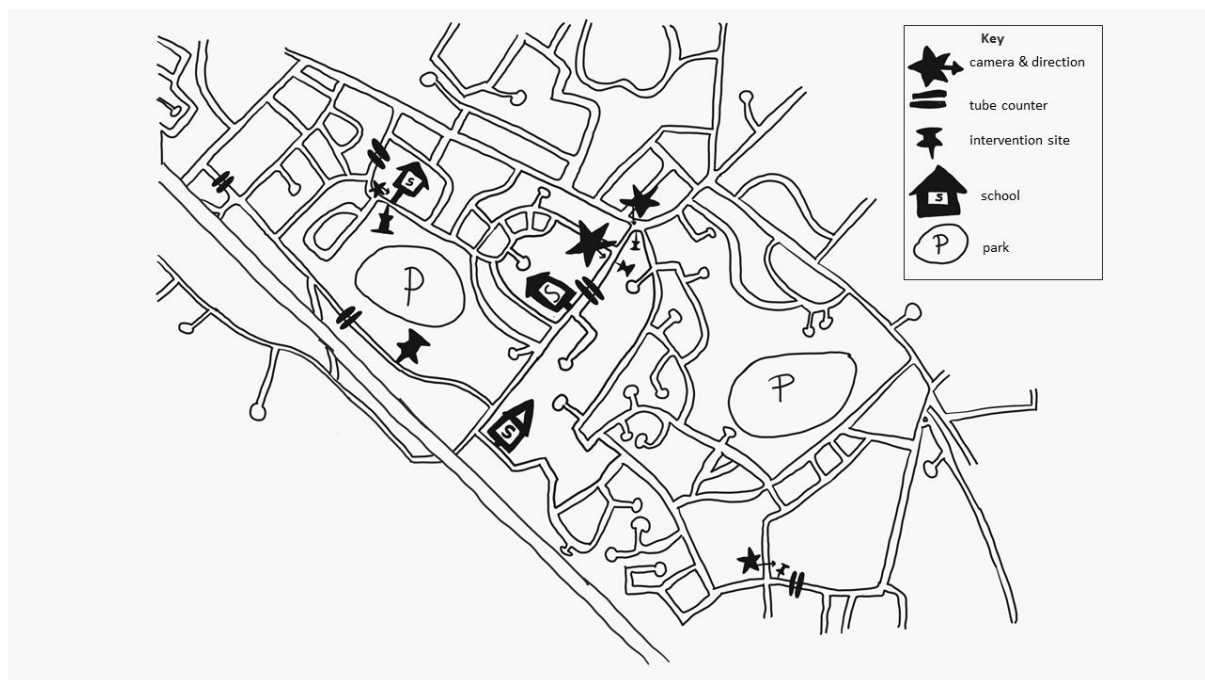 Key
camera & direction
tube counter
intervention site
S
school
P
park
S
P
S
P
S